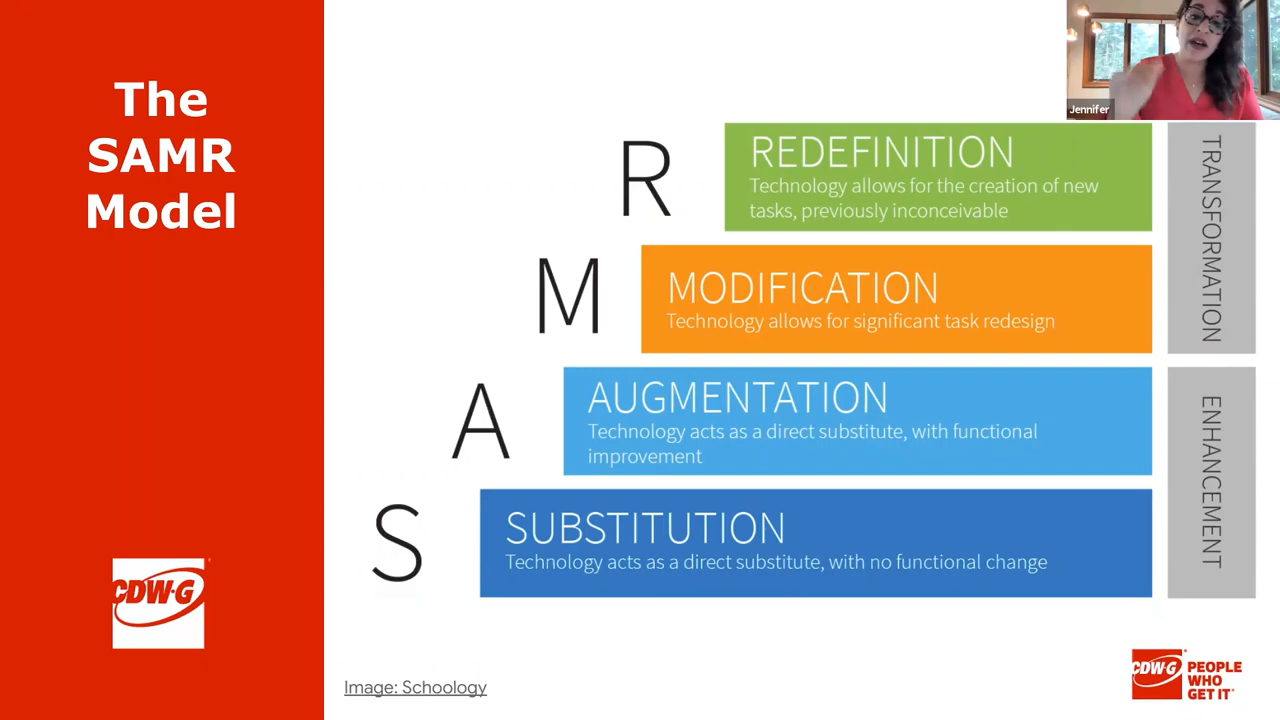 The
SAMR
Model
CDW·G
Jennifer
R
REDEFINITION
Technology allows for the creation of new
tasks, previously inconceivable
M
MODIFICATION
Technology allows for significant task redesign
TRANSFORMATION
A
AUGMENTATION
Technology acts as a direct substitute, with functional
improvement
S
SUBSTITUTION
Technology acts as a direct substitute, with no functional change
ENHANCEMENT
Image: Schoology
CDW·G
PEOPLE
WHO
GET IT